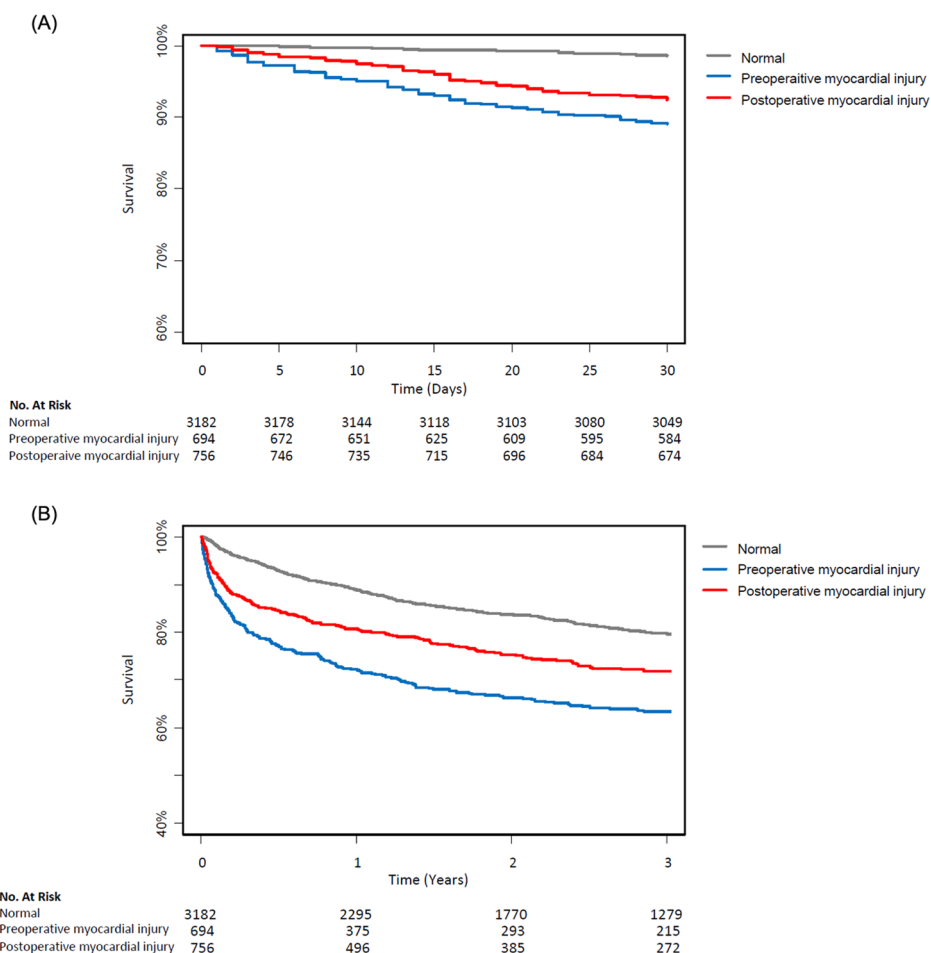 (A)
100%
90%
80%
70%
60%
Survival
0 5 10 15 20 25 30
Time (Days)
Normal
Preoperaitive myocardial injury
Postoperative myocardial injury
No. At Risk
Normal 3182 3178 3144 3118 3103 3080 3049
Preoperative myocardial injury 694 672 651 625 609 595 584
Postoperaive myocardial injury 756 746 735 715 696 684 674
(B)
100%
80%
60%
40%
Survival
0 1 2 3
Time (Years)
Normal
Preoperative myocardial injury
Postoperative myocardial injury
No. At Risk
Normal 3182 2295 1770 1279
Preoperative myocardial injury 694 375 293 215
Postoperative myocardial injury 756 496 385 272